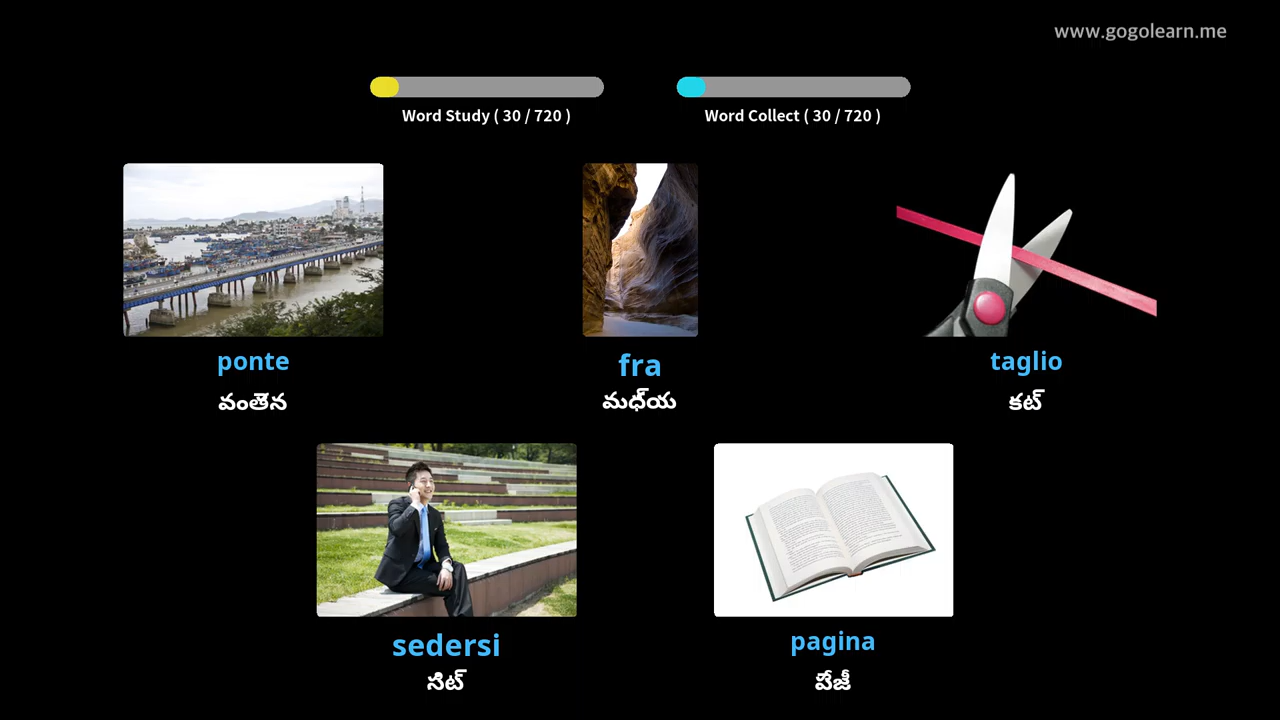 www.gogolearn.me
Word Study ( 30 / 720 )
Word Collect ( 30 / 720 )
ponte
fra
taglio
వంతెన
మధ్య
కట్
sedersi
pagina
సిట్
పేజీ